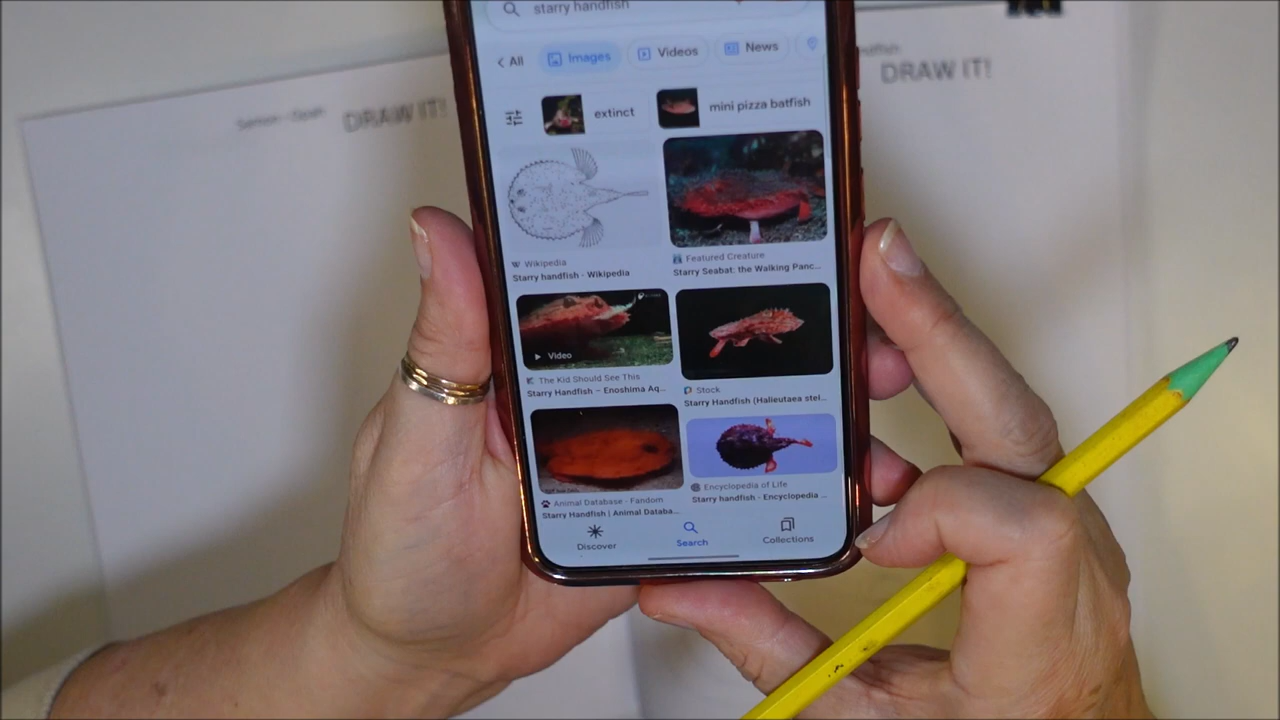 starry handfish
All
Images
Videos
News
extinct
mini pizza batfish
Wikipedia
Starry handfish - Wikipedia
Featured Creature
Starry Seabat: the Walking Panc...
Video
The Kid Should See This
Starry Handfish – Enoshima Aq...
Stock
Starry Handfish (Halieutaea stel...
Animal Database - Fandom
Starry Handfish | Animal Databa...
Encyclopedia of Life
Starry handfish - Encyclopedia ...
Discover
Search
Collections
DRAW IT!
DRAW IT!